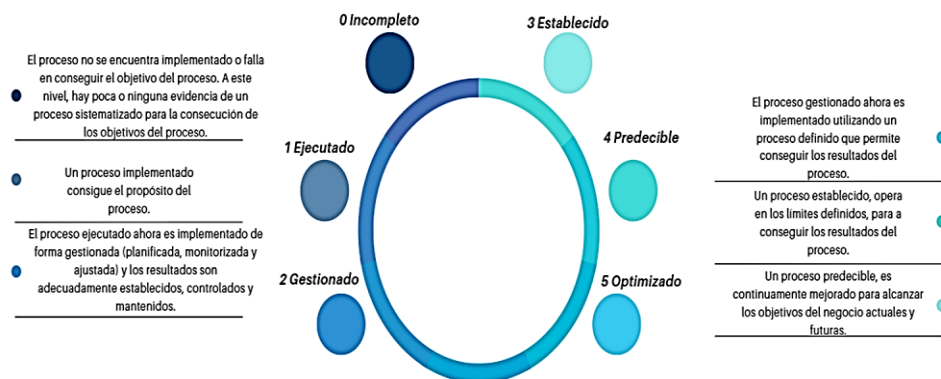 0 Incompleto
3 Establecido
El proceso no se encuentra implementado o falla
en conseguir el objetivo del proceso. A este
nivel, hay poca o ninguna evidencia de un
proceso sistematizado para la consecución de
los objetivos del proceso.
1 Ejecutado
4 Predecible
Un proceso implementado
consigue el propósito del
proceso.
El proceso ejecutado ahora es implementado de
forma gestionada (planificada, monitorizada y
ajustada) y los resultados son
adecuadamente establecidos, controlados y
mantenidos.
2 Gestionado
5 Optimizado
El proceso gestionado ahora es
implementado utilizando un
proceso definido que permite
conseguir los resultados del
proceso.
Un proceso establecido, opera
en los límites definidos, para a
conseguir los resultados del
proceso.
Un proceso predecible, es
continuamente mejorado para alcanzar
los objetivos del negocio actuales y
futuras.